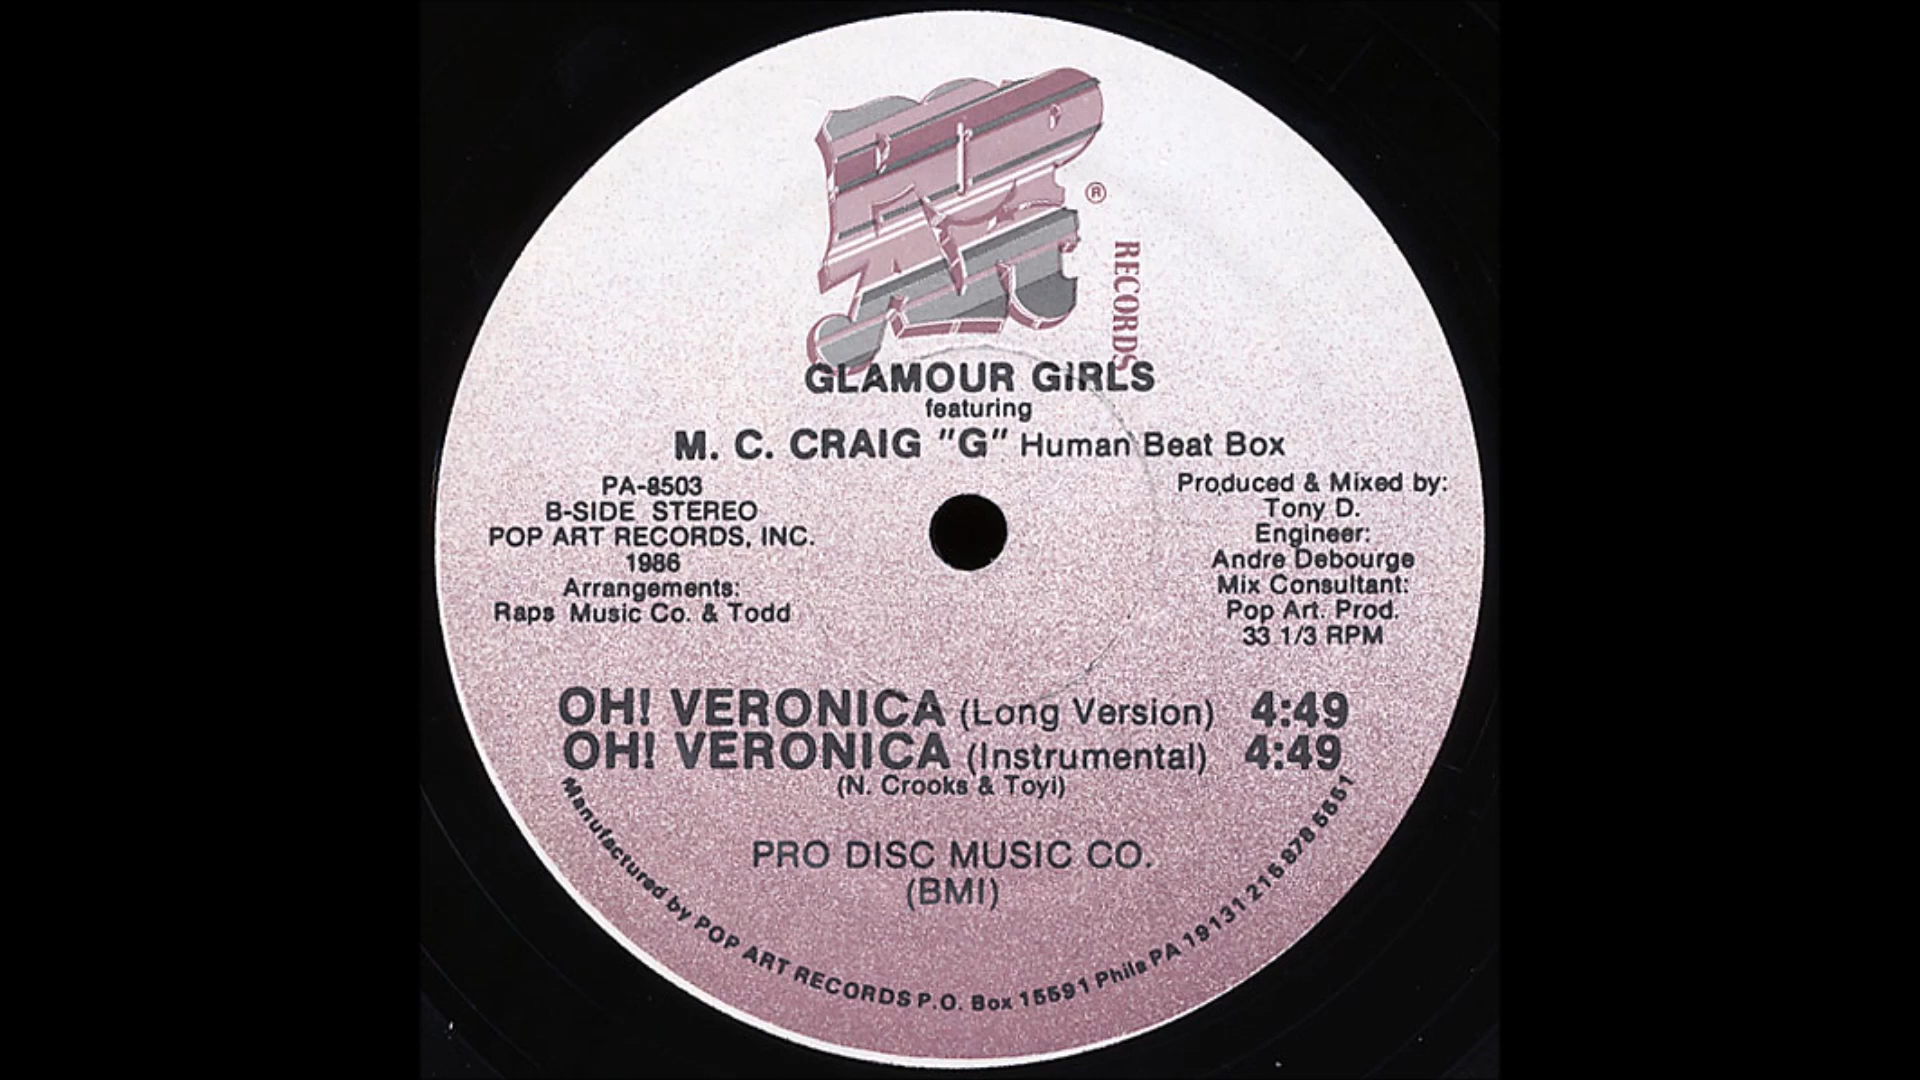 POP
ART
®
RECORDS
GLAMOUR GIRLS
featuring
M. C. CRAIG "G" Human Beat Box
PA-8503
B-SIDE STEREO
POP ART RECORDS, INC.
1986
Arrangements:
Raps Music Co. & Todd
Produced & Mixed by:
Tony D.
Engineer:
Andre Debourge
Mix Consultant:
Pop Art. Prod.
33 1/3 RPM
OH! VERONICA (Long Version) 4:49
OH! VERONICA (Instrumental) 4:49
(N. Crooks & Toyi)
PRO DISC MUSIC CO.
(BMI)
Manufactured by POP ART RECORDS P.O. Box 15591 Phila PA 19131 215 878 5551